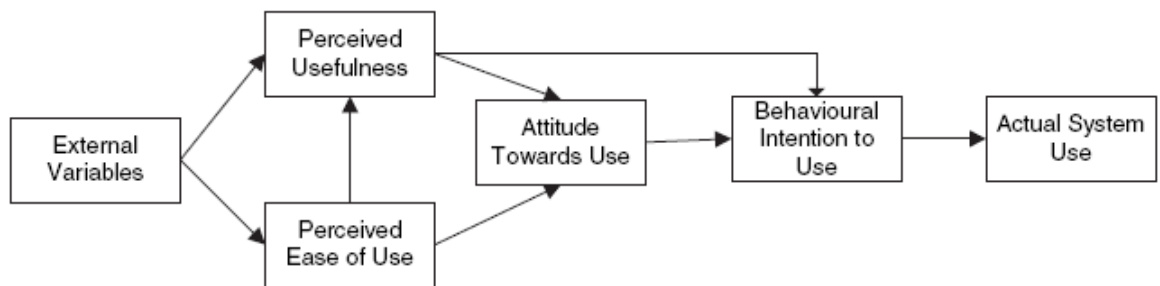 External
Variables
Perceived
Usefulness
Perceived
Ease of Use
Attitude
Towards Use
Behavioural
Intention to
Use
Actual System
Use